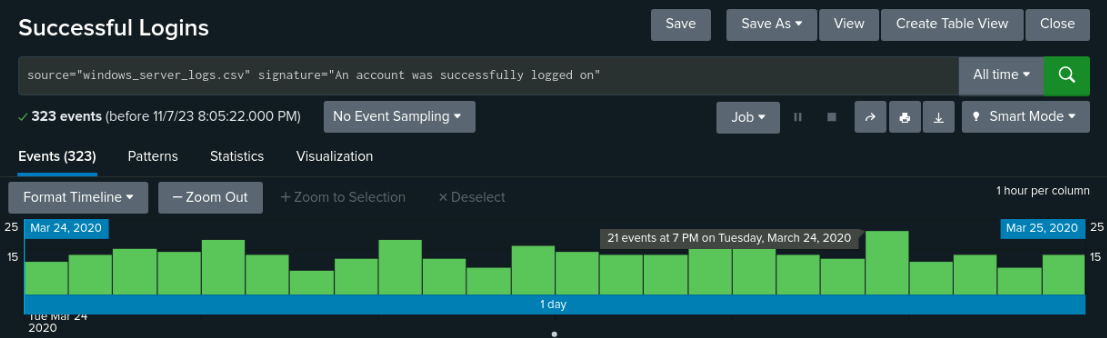 Successful Logins
Save
Save As
View
Create Table View
Close
source="windows_server_logs.csv" signature="An account was successfully logged on"
All time
323 events (before 11/7/23 8:05:22.000 PM)
No Event Sampling
Job
Smart Mode
Events (323)
Patterns
Statistics
Visualization
Format Timeline
— Zoom Out
+ Zoom to Selection
× Deselect
1 hour per column
25
Mar 24, 2020
21 events at 7 PM on Tuesday, March 24, 2020
Mar 25, 2020
25
15
15
1 day
Tue Mar 24
2020